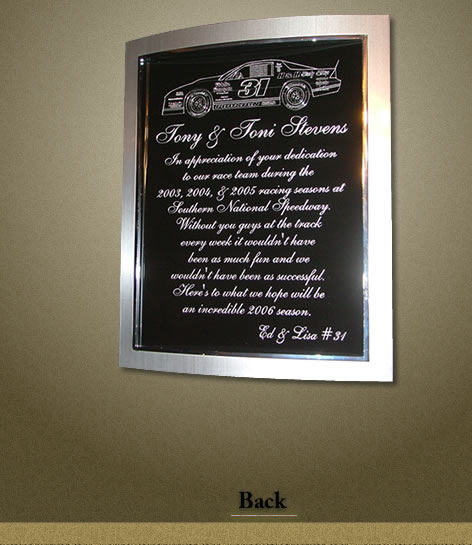 31
Tony & Toni Stevens
In appreciation of your dedication
to our race team during the
2003, 2004, & 2005 racing seasons at
Southern National Speedway.
Without you guys at the track
every week it wouldn't have
been as much fun and we
wouldn't have been as successful.
Here's to what we hope will be
an incredible 2006 season.
Ed & Lisa #31
Back